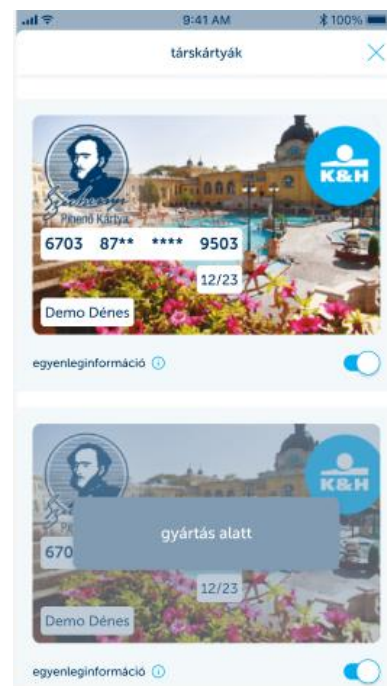 9:41 AM
100%
társkártyák
Széchenyi
Pihenő Kártya
K&H
6703 87** **** 9503
12/23
Demo Dénes
egyenleginformáció
K&H
gyártás alatt
670
12/23
Demo Dénes
egyenleginformáció